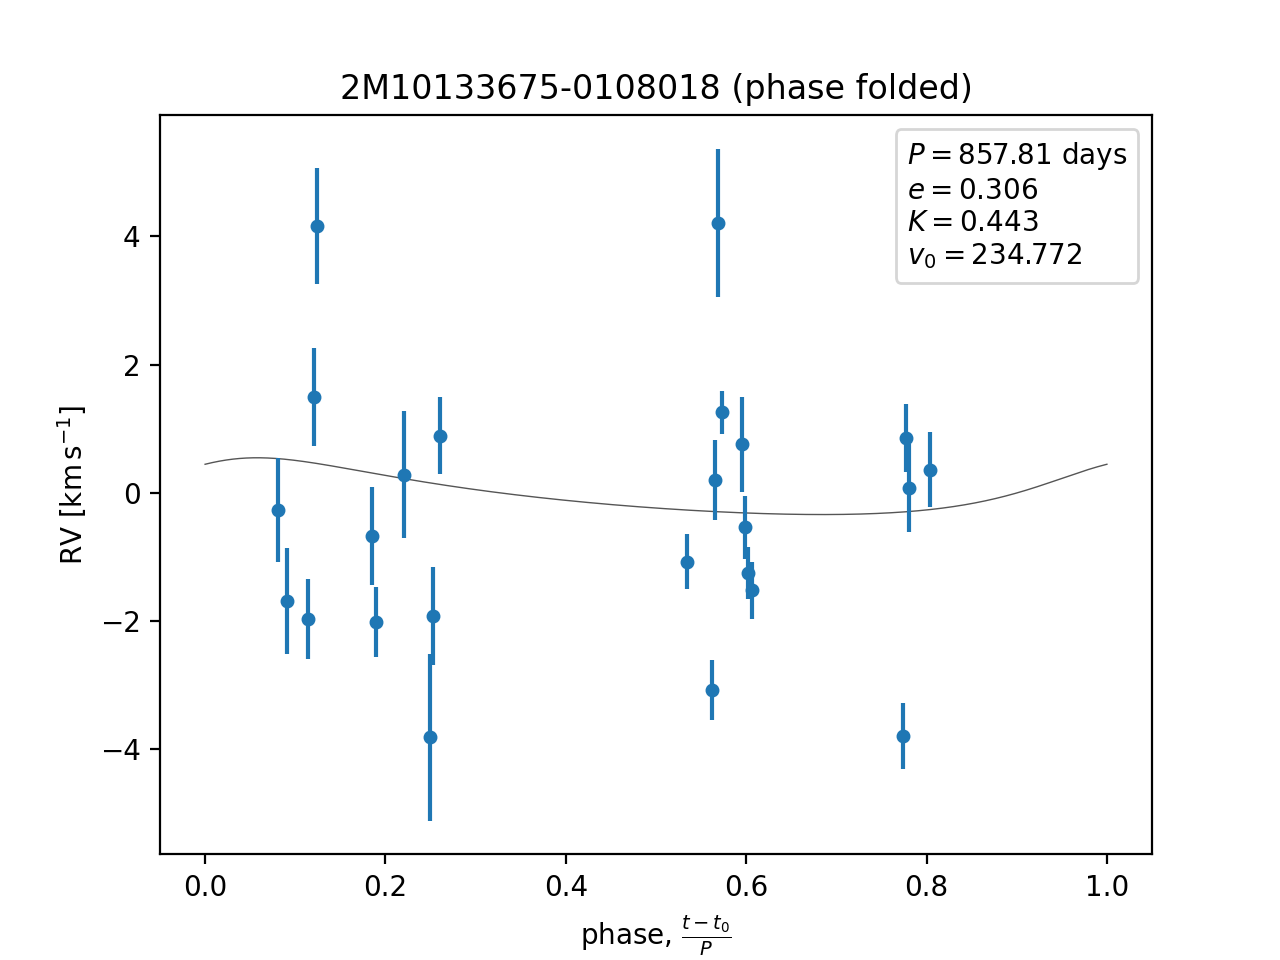 2M10133675-0108018 (phase folded)
P = 857.81 days
e = 0.306
K = 0.443
v₀ = 234.772
4
2
0
−2
−4
RV [km s⁻¹]
0.0 0.2 0.4 0.6 0.8 1.0
phase, (t − t₀)/P